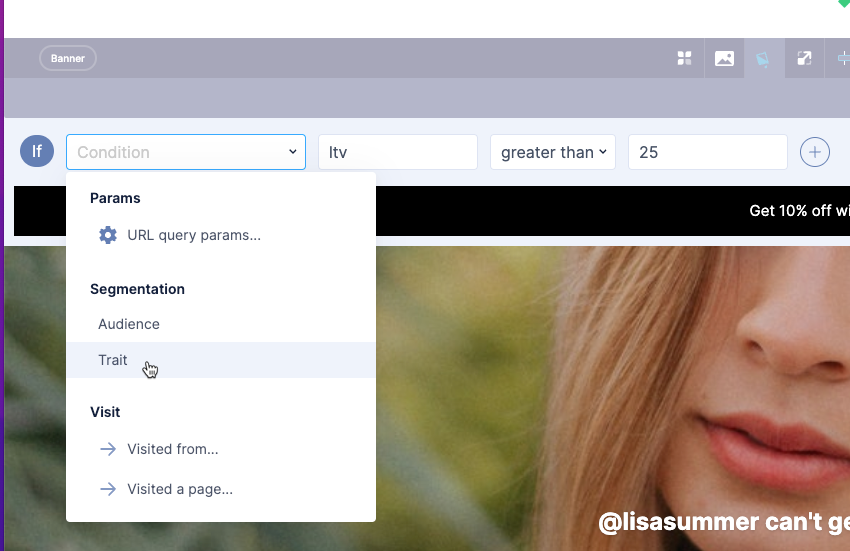 Banner
If
Condition
ltv
greater than
25
Get 10% off wi
Params
URL query params...
Segmentation
Audience
Trait
Visit
Visited from...
Visited a page...
@lisasummer can't ge